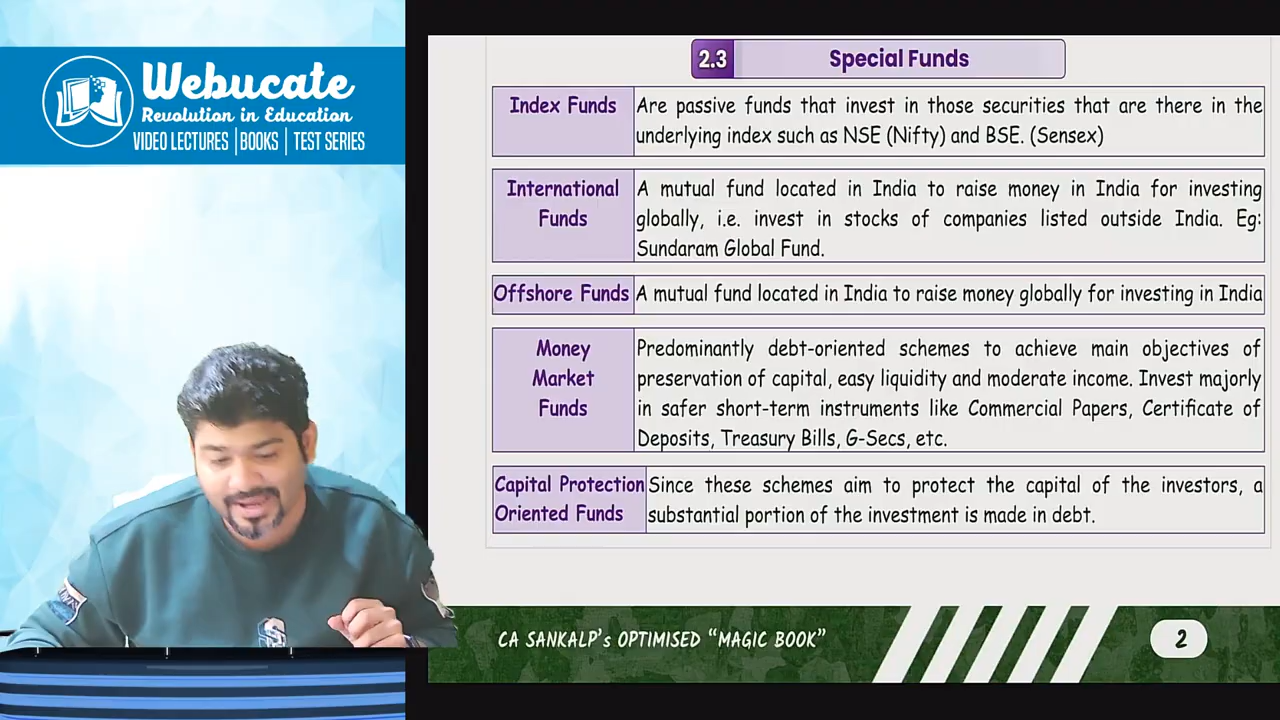 Webucate
Revolution in Education
VIDEO LECTURES | BOOKS | TEST SERIES
2.3 Special Funds
Index Funds
Are passive funds that invest in those securities that are there in the
underlying index such as NSE (Nifty) and BSE. (Sensex)
International
Funds
A mutual fund located in India to raise money in India for investing
globally, i.e. invest in stocks of companies listed outside India. Eg:
Sundaram Global Fund.
Offshore Funds
A mutual fund located in India to raise money globally for investing in India
Money
Market
Funds
Predominantly debt-oriented schemes to achieve main objectives of
preservation of capital, easy liquidity and moderate income. Invest majorly
in safer short-term instruments like Commercial Papers, Certificate of
Deposits, Treasury Bills, G-Secs, etc.
Capital Protection
Oriented Funds
Since these schemes aim to protect the capital of the investors, a
substantial portion of the investment is made in debt.
CA SANKALP's OPTIMISED "MAGIC BOOK"
2